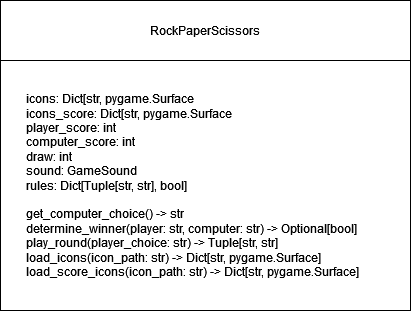 RockPaperScissors
icons: Dict[str, pygame.Surface
icons_score: Dict[str, pygame.Surface
player_score: int
computer_score: int
draw: int
sound: GameSound
rules: Dict[Tuple[str, str], bool]
get_computer_choice() -> str
determine_winner(player: str, computer: str) -> Optional[bool]
play_round(player_choice: str) -> Tuple[str, str]
load_icons(icon_path: str) -> Dict[str, pygame.Surface]
load_score_icons(icon_path: str) -> Dict[str, pygame.Surface]